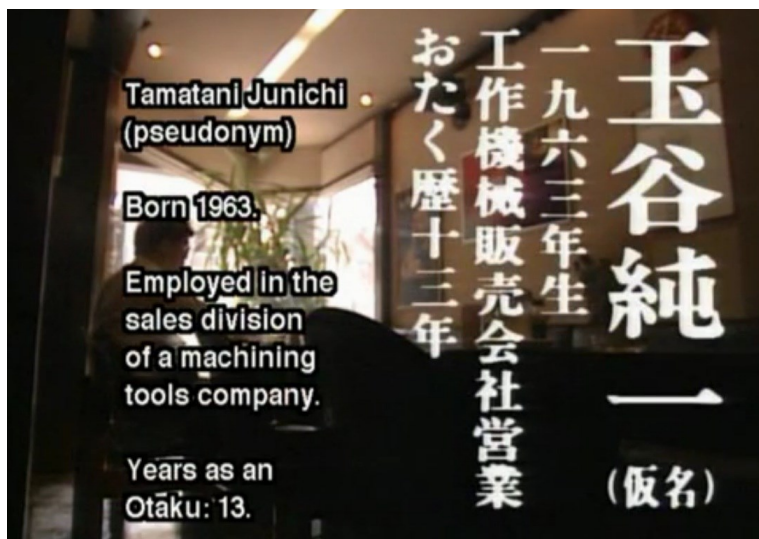 玉谷純一
(仮名)
一九六三年生
工作機械販売会社営業
おたく歴十三年
Tamatani Junichi
(pseudonym)
Born 1963.
Employed in the
sales division
of a machining
tools company.
Years as an
Otaku: 13.